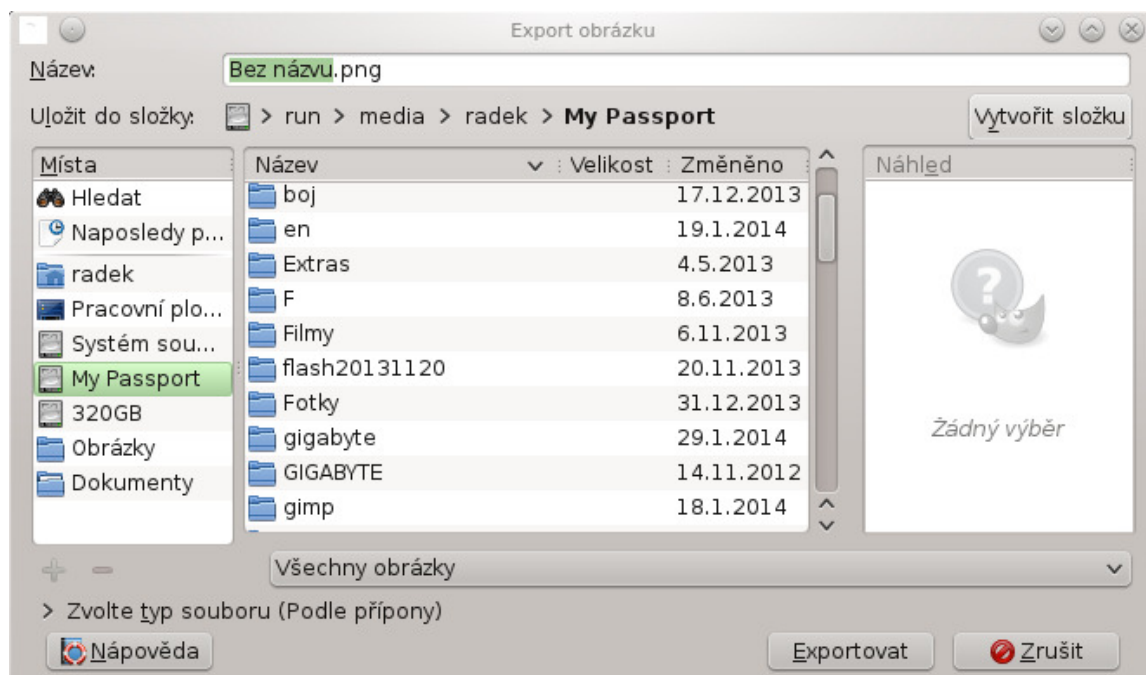 Export obrázku
Název: Bez názvu.png
Uložit do složky: > run > media > radek > My Passport Vytvořit složku
Místa
Hledat
Naposledy p...
radek
Pracovní plo...
Systém sou...
My Passport
320GB
Obrázky
Dokumenty
Název Velikost Změněno
boj 17.12.2013
en 19.1.2014
Extras 4.5.2013
F 8.6.2013
Filmy 6.11.2013
flash20131120 20.11.2013
Fotky 31.12.2013
gigabyte 29.1.2014
GIGABYTE 14.11.2012
gimp 18.1.2014
Náhled
Žádný výběr
Všechny obrázky
> Zvolte typ souboru (Podle přípony)
Nápověda Exportovat Zrušit